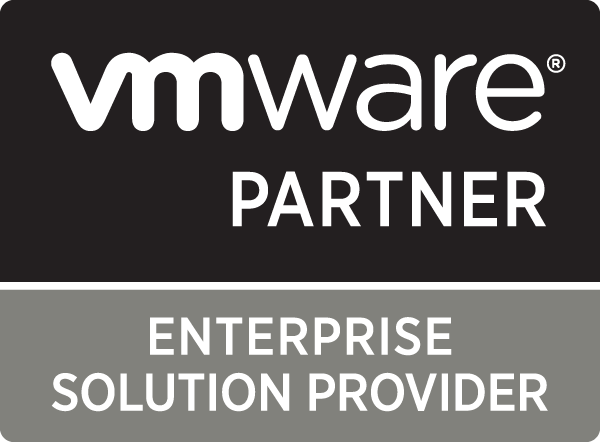 vmware®
PARTNER
ENTERPRISE
SOLUTION PROVIDER